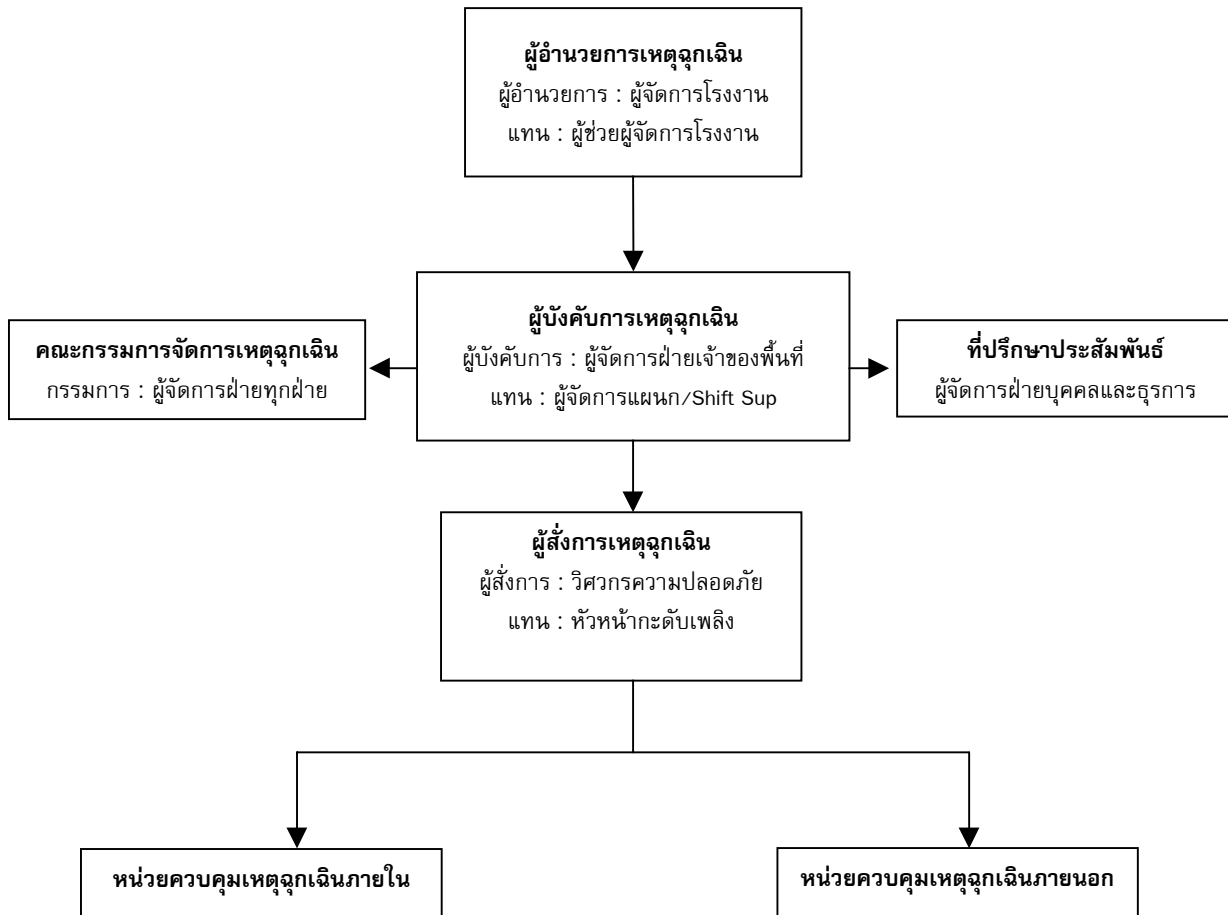 ผู้อำนวยการเหตุฉุกเฉิน
ผู้อำนวยการ : ผู้จัดการโรงงาน
แทน : ผู้ช่วยผู้จัดการโรงงาน
ผู้บังคับการเหตุฉุกเฉิน
ผู้บังคับการ : ผู้จัดการฝ่ายเจ้าของพื้นที่
แทน : ผู้จัดการแผนก/Shift Sup
คณะกรรมการจัดการเหตุฉุกเฉิน
กรรมการ : ผู้จัดการฝ่ายทุกฝ่าย
ที่ปรึกษาประสัมพันธ์
ผู้จัดการฝ่ายบุคคลและธุรการ
ผู้สั่งการเหตุฉุกเฉิน
ผู้สั่งการ : วิศวกรความปลอดภัย
แทน : หัวหน้ากะดับเพลิง
หน่วยควบคุมเหตุฉุกเฉินภายใน
หน่วยควบคุมเหตุฉุกเฉินภายนอก